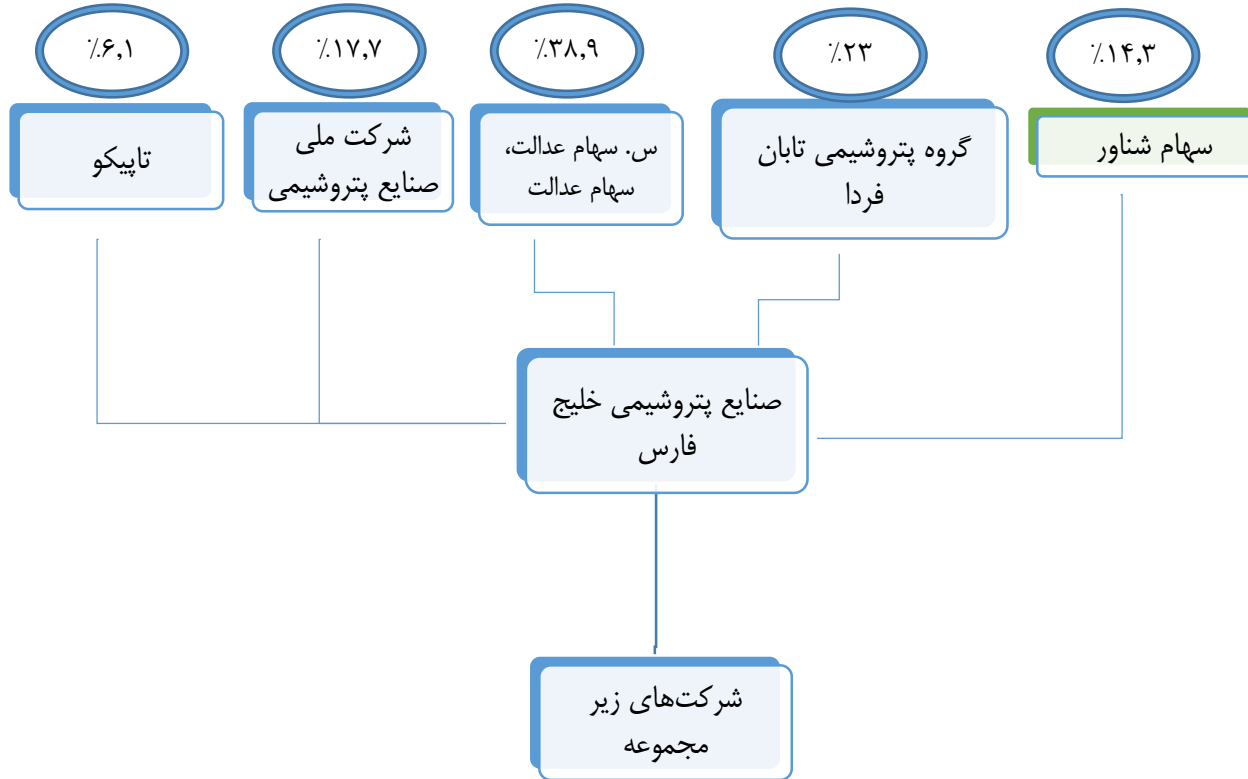 ٪۱۴,۳
٪۲۳
٪۳۸,۹
٪۱۷,۷
٪۶,۱
سهام شناور
گروه پتروشیمی تابان
فردا
س. سهام عدالت،
سهام عدالت
شرکت ملی
صنایع پتروشیمی
تاپیکو
صنایع پتروشیمی خلیج
فارس
شرکت‌های زیر
مجموعه